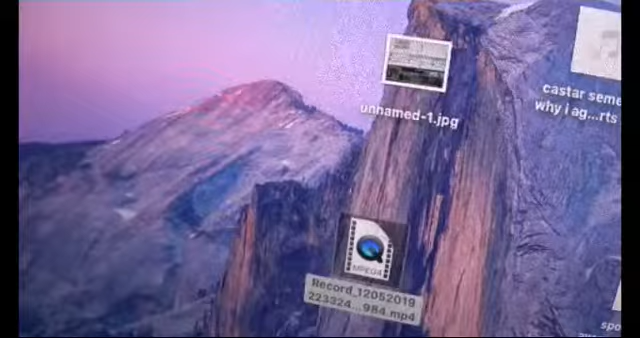 unnamed-1.jpg
castar seme
why i ag...rts
MPEG4
Record_12052019
223324...984.mp4
spo